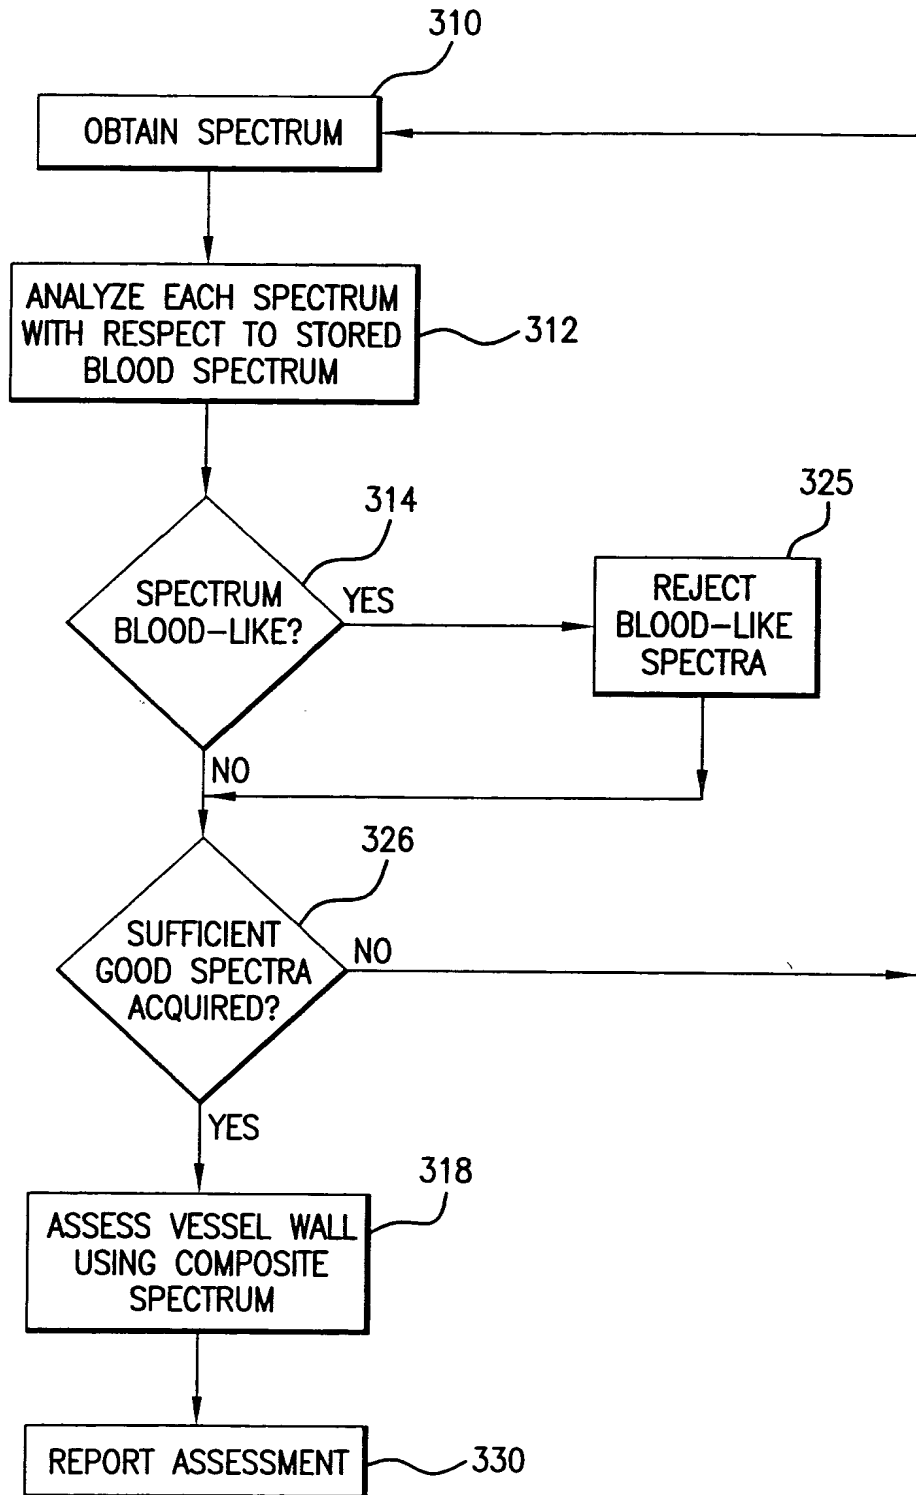 310
OBTAIN SPECTRUM
ANALYZE EACH SPECTRUM
WITH RESPECT TO STORED
BLOOD SPECTRUM
312
314
SPECTRUM
BLOOD-LIKE?
YES
325
REJECT
BLOOD-LIKE
SPECTRA
NO
326
SUFFICIENT
GOOD SPECTRA
ACQUIRED?
NO
YES
318
ASSESS VESSEL WALL
USING COMPOSITE
SPECTRUM
REPORT ASSESSMENT
330